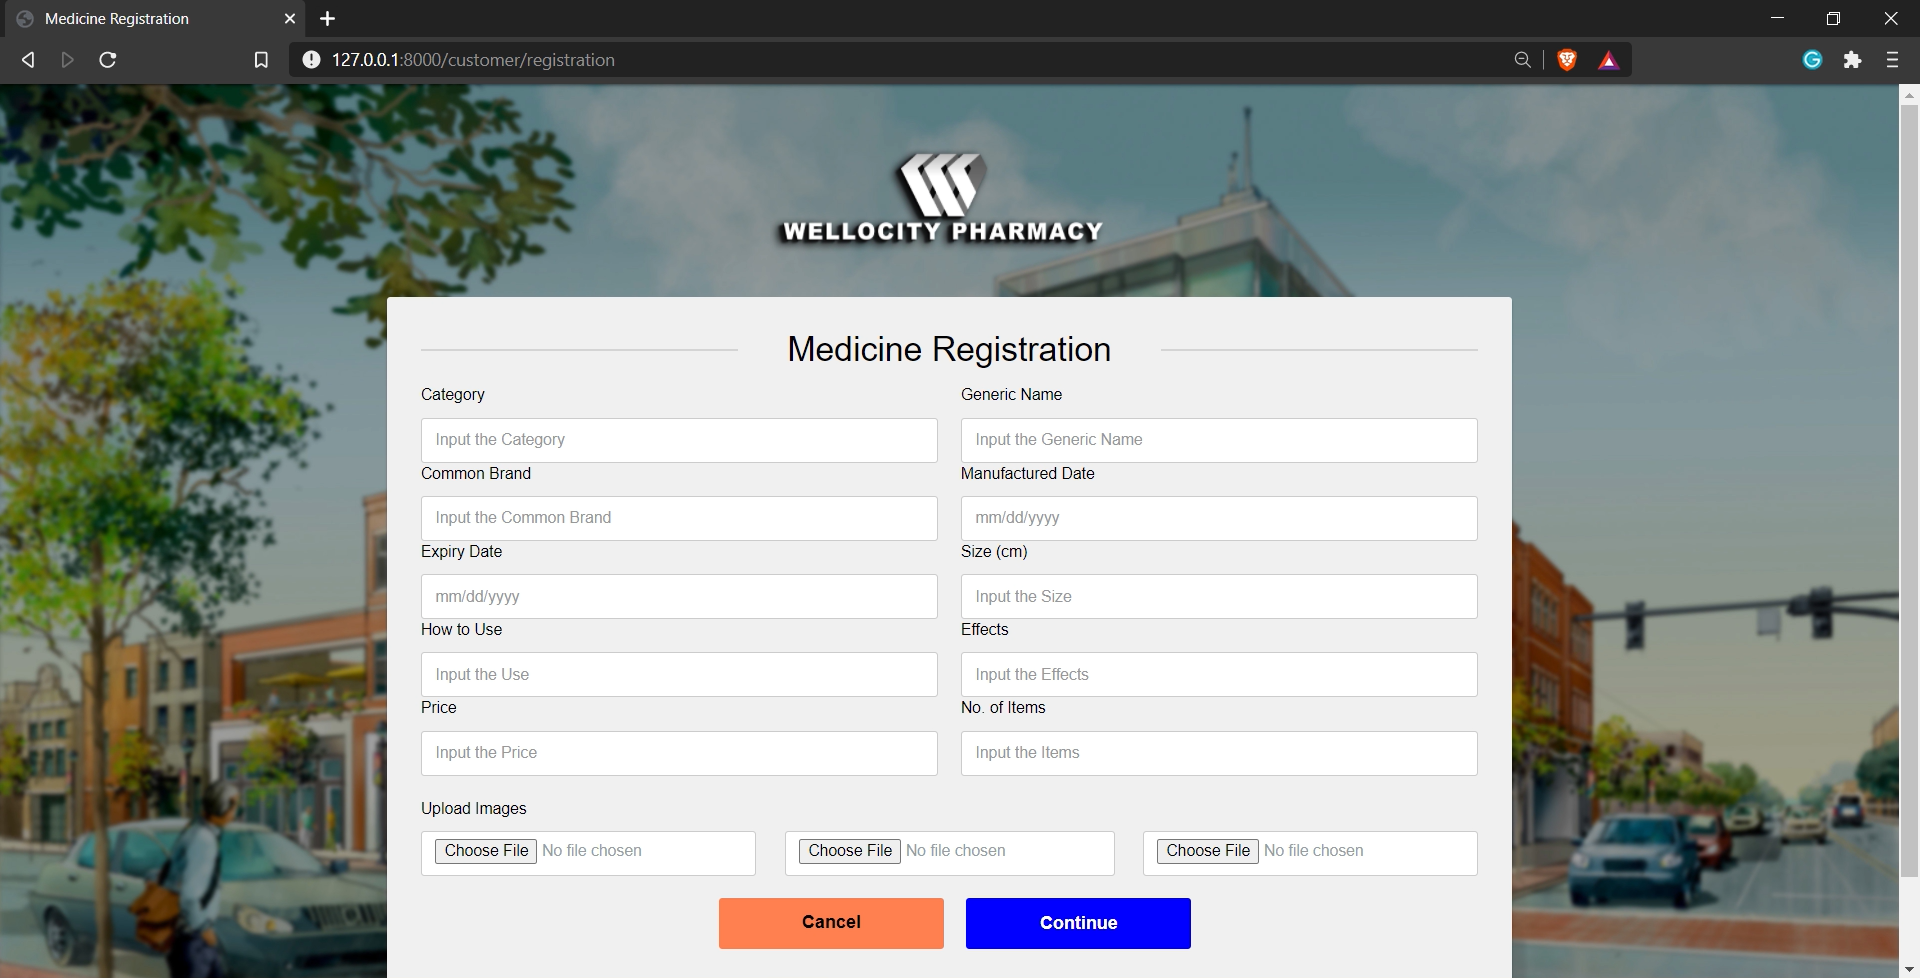 Medicine Registration
127.0.0.1:8000/customer/registration
WELLOCITY PHARMACY
Medicine Registration
Category
Generic Name
Input the Category
Input the Generic Name
Common Brand
Manufactured Date
Input the Common Brand
mm/dd/yyyy
Expiry Date
Size (cm)
mm/dd/yyyy
Input the Size
How to Use
Effects
Input the Use
Input the Effects
Price
No. of Items
Input the Price
Input the Items
Upload Images
Choose File No file chosen
Choose File No file chosen
Choose File No file chosen
Cancel
Continue